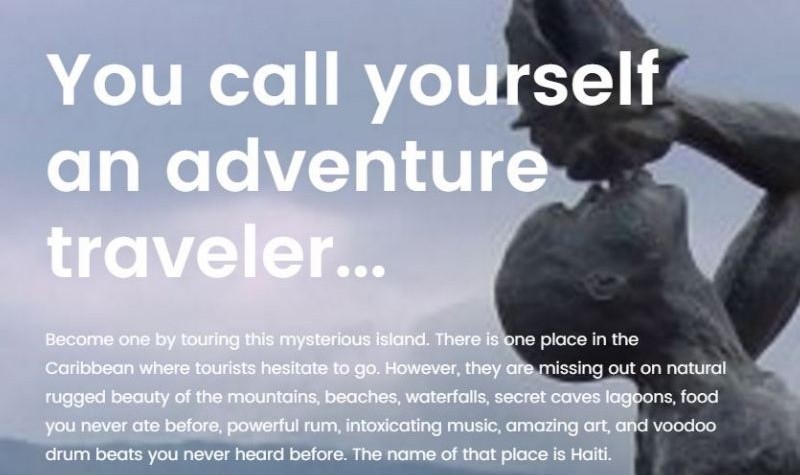 You call yourself
an adventure
traveler...
Become one by touring this mysterious island. There is one place in the
Caribbean where tourists hesitate to go. However, they are missing out on natural
rugged beauty of the mountains, beaches, waterfalls, secret caves lagoons, food
you never ate before, powerful rum, intoxicating music, amazing art, and voodoo
drum beats you never heard before. The name of that place is Haiti.